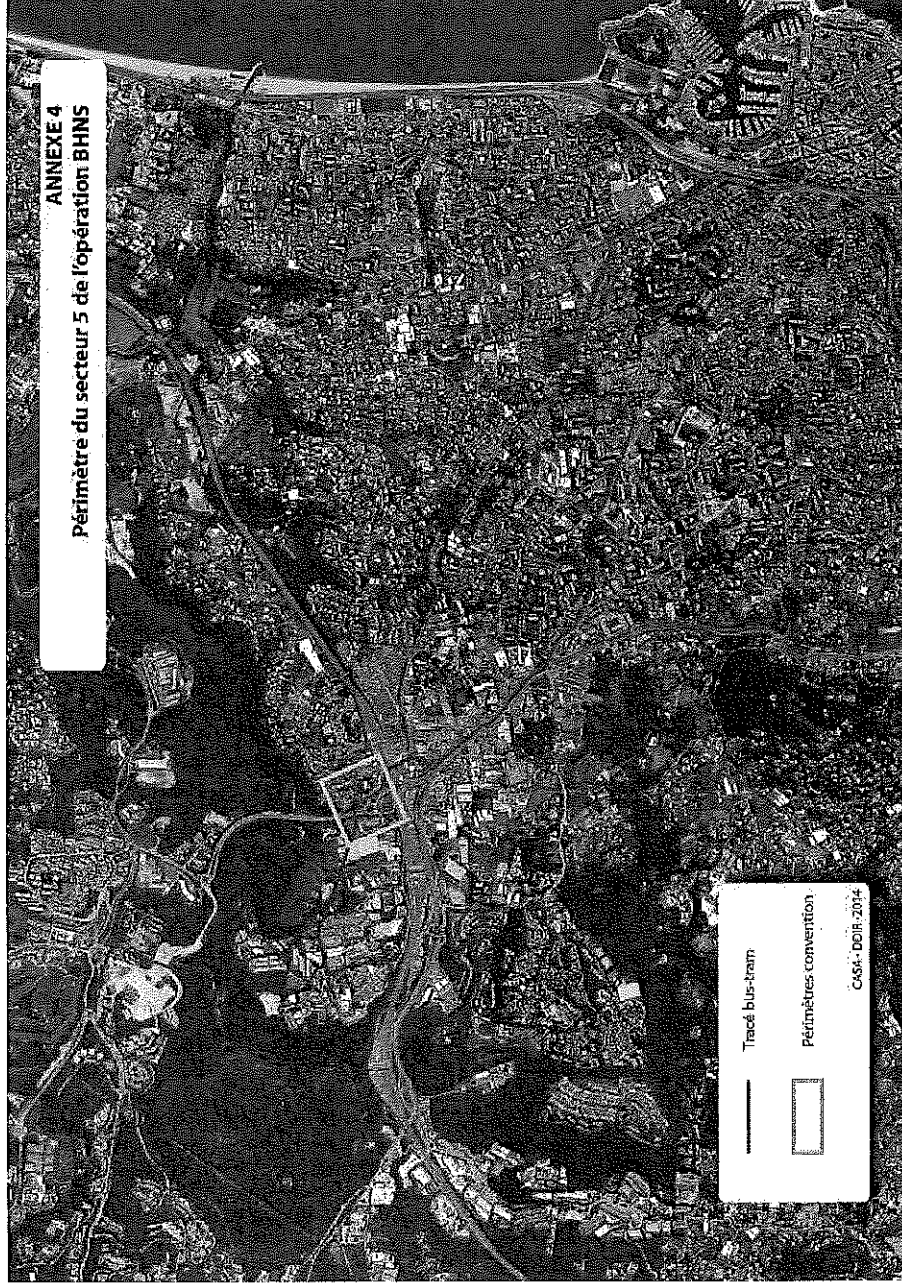 ANNEXE 4
Périmètre du secteur 5 de l'opération BHNS
Tracé bus-tram
Périmètres convention
CASA - DDIR - 2014